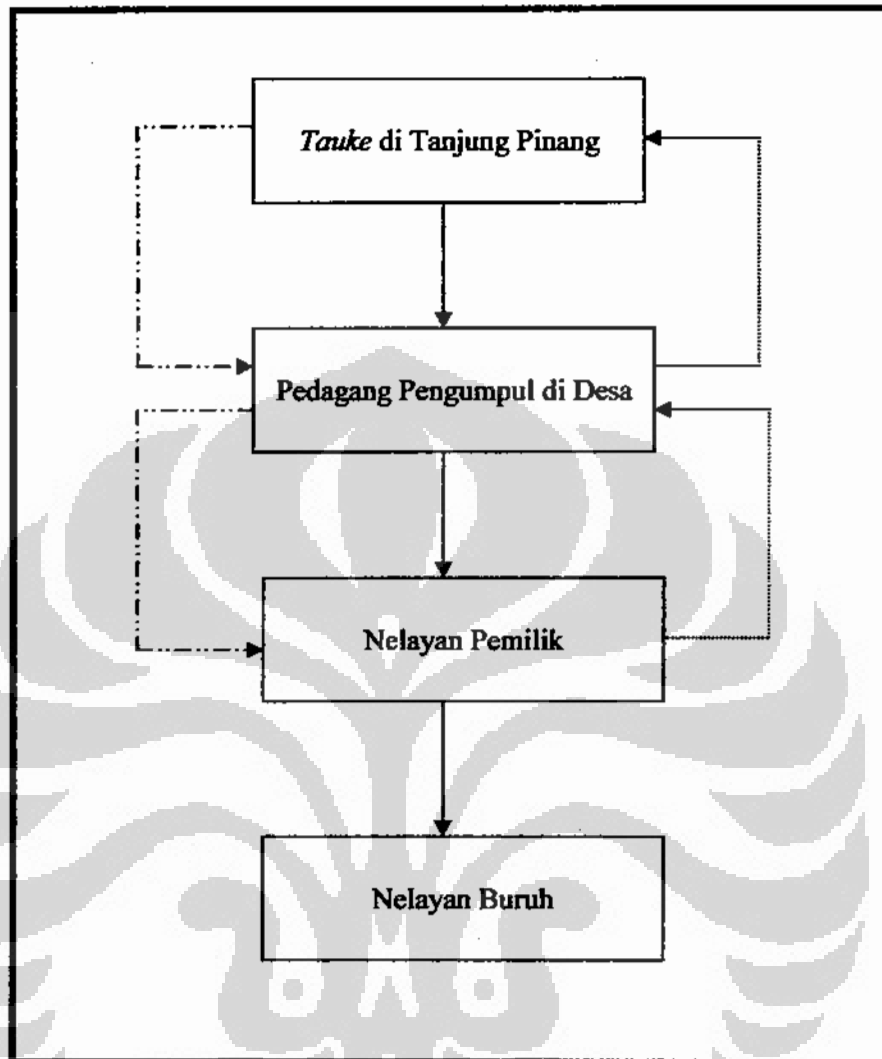 Tauke di Tanjung Pinang
Pedagang Pengumpul di Desa
Nelayan Pemilik
Nelayan Buruh